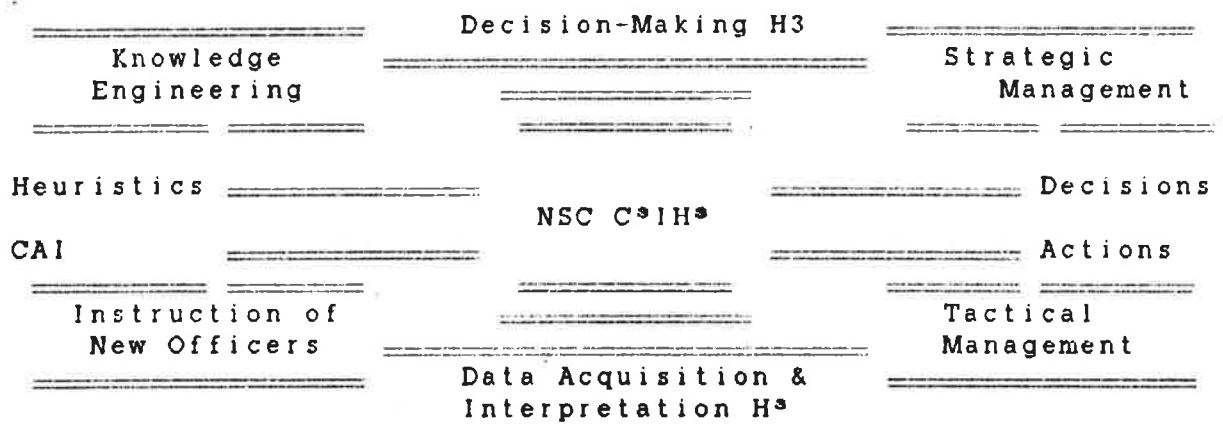 Decision-Making H3
Knowledge
Engineering
Strategic
Management
Heuristics
Decisions
NSC C³IH³
CAI
Actions
Instruction of
New Officers
Tactical
Management
Data Acquisition &
Interpretation H³